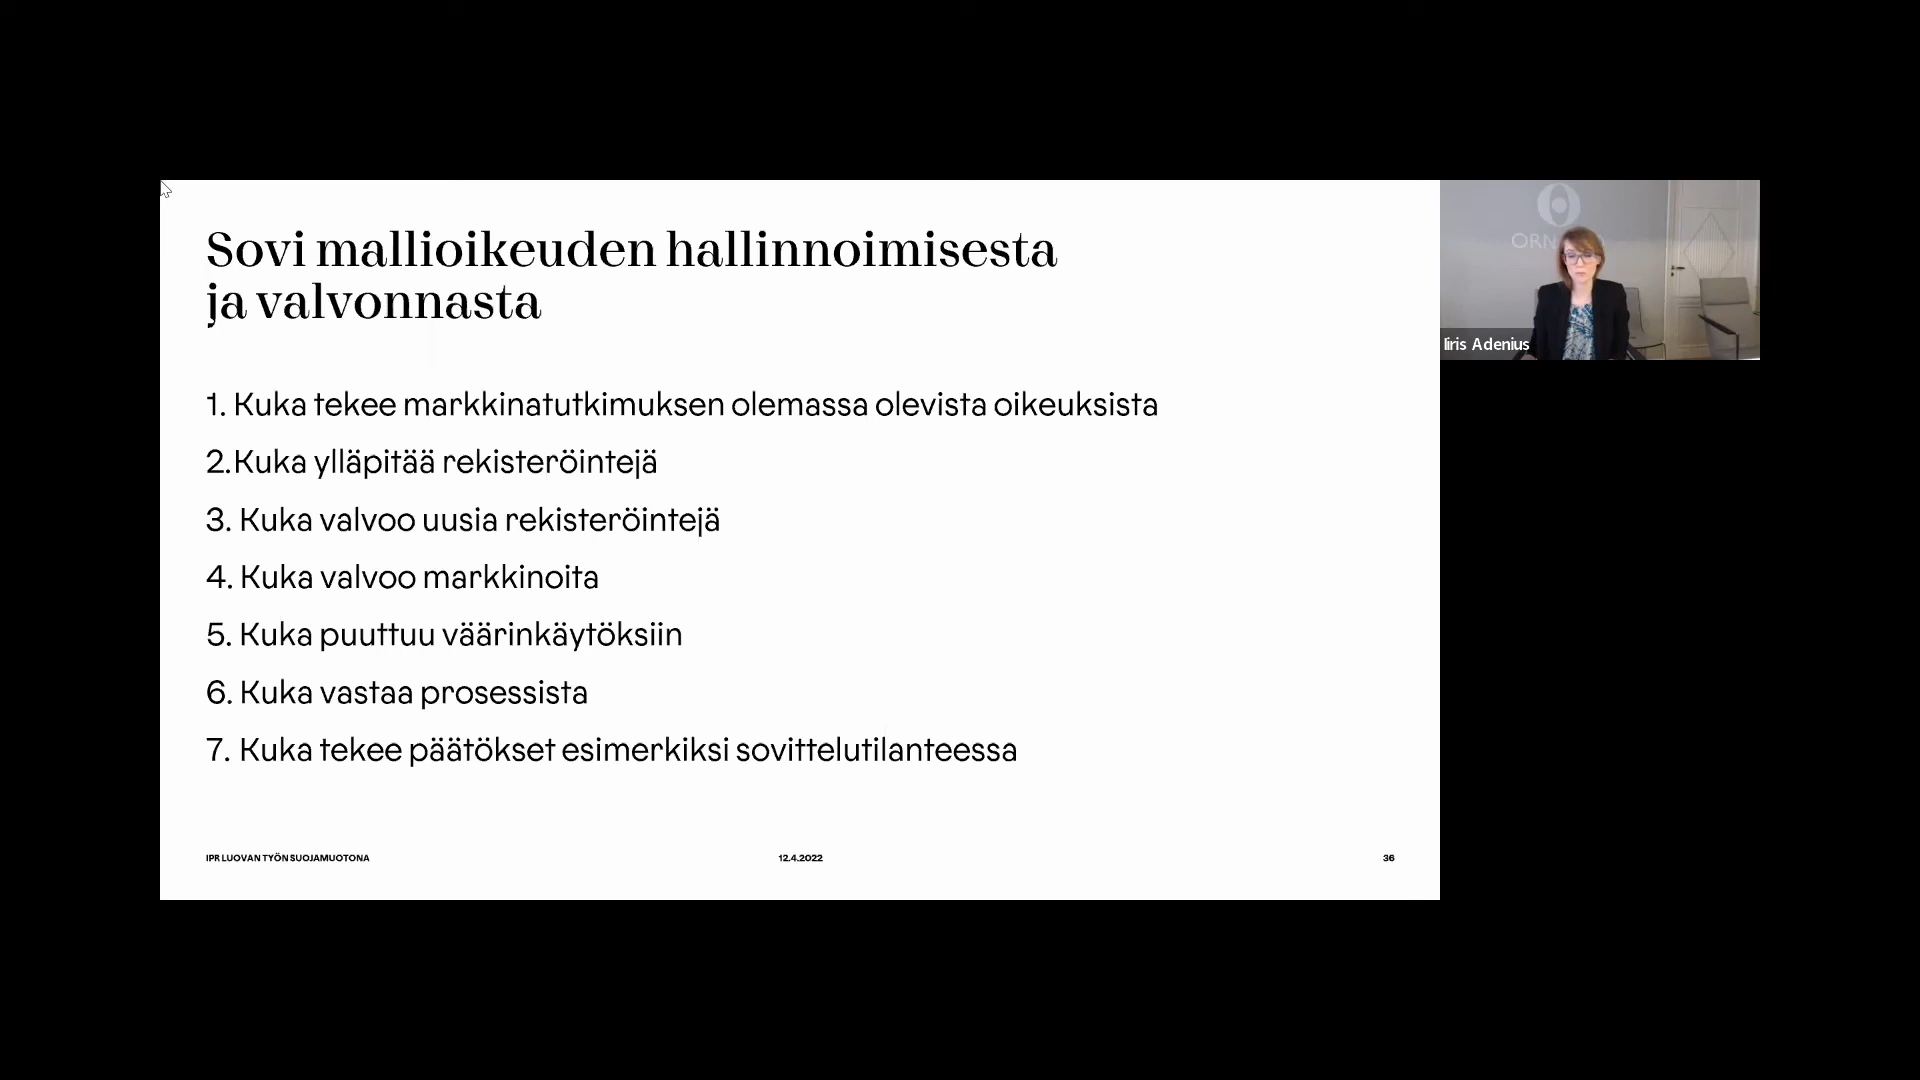 Sovi mallioikeuden hallinnoimisesta
ja valvonnasta
1. Kuka tekee markkinatutkimuksen olemassa olevista oikeuksista
2.Kuka ylläpitää rekisteröintejä
3. Kuka valvoo uusia rekisteröintejä
4. Kuka valvoo markkinoita
5. Kuka puuttuu väärinkäytöksiin
6. Kuka vastaa prosessista
7. Kuka tekee päätökset esimerkiksi sovittelutilanteessa
IPR LUOVAN TYÖN SUOJAMUOTONA
12.4.2022
36
Iiris Adenius